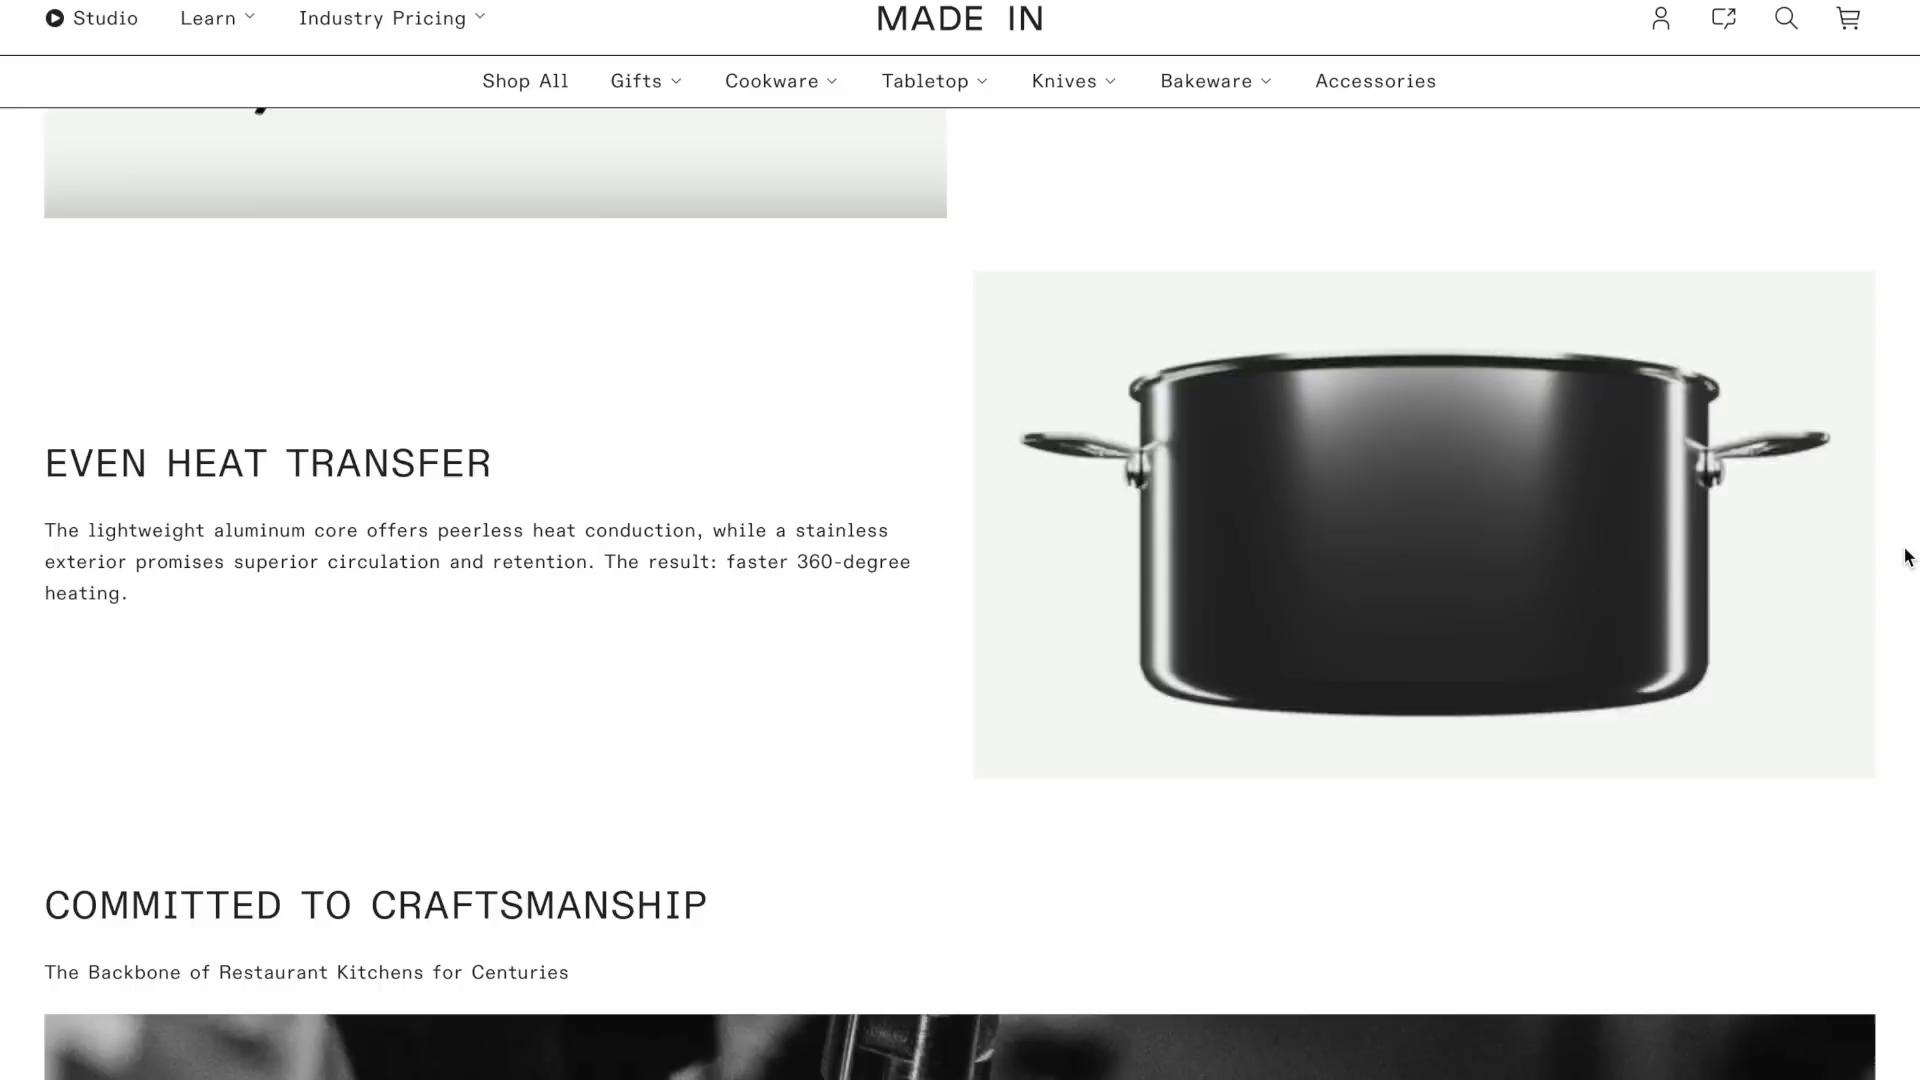 Studio
Learn
Industry Pricing
MADE IN
Shop All
Gifts
Cookware
Tabletop
Knives
Bakeware
Accessories
EVEN HEAT TRANSFER
The lightweight aluminum core offers peerless heat conduction, while a stainless
exterior promises superior circulation and retention. The result: faster 360-degree
heating.
COMMITTED TO CRAFTSMANSHIP
The Backbone of Restaurant Kitchens for Centuries